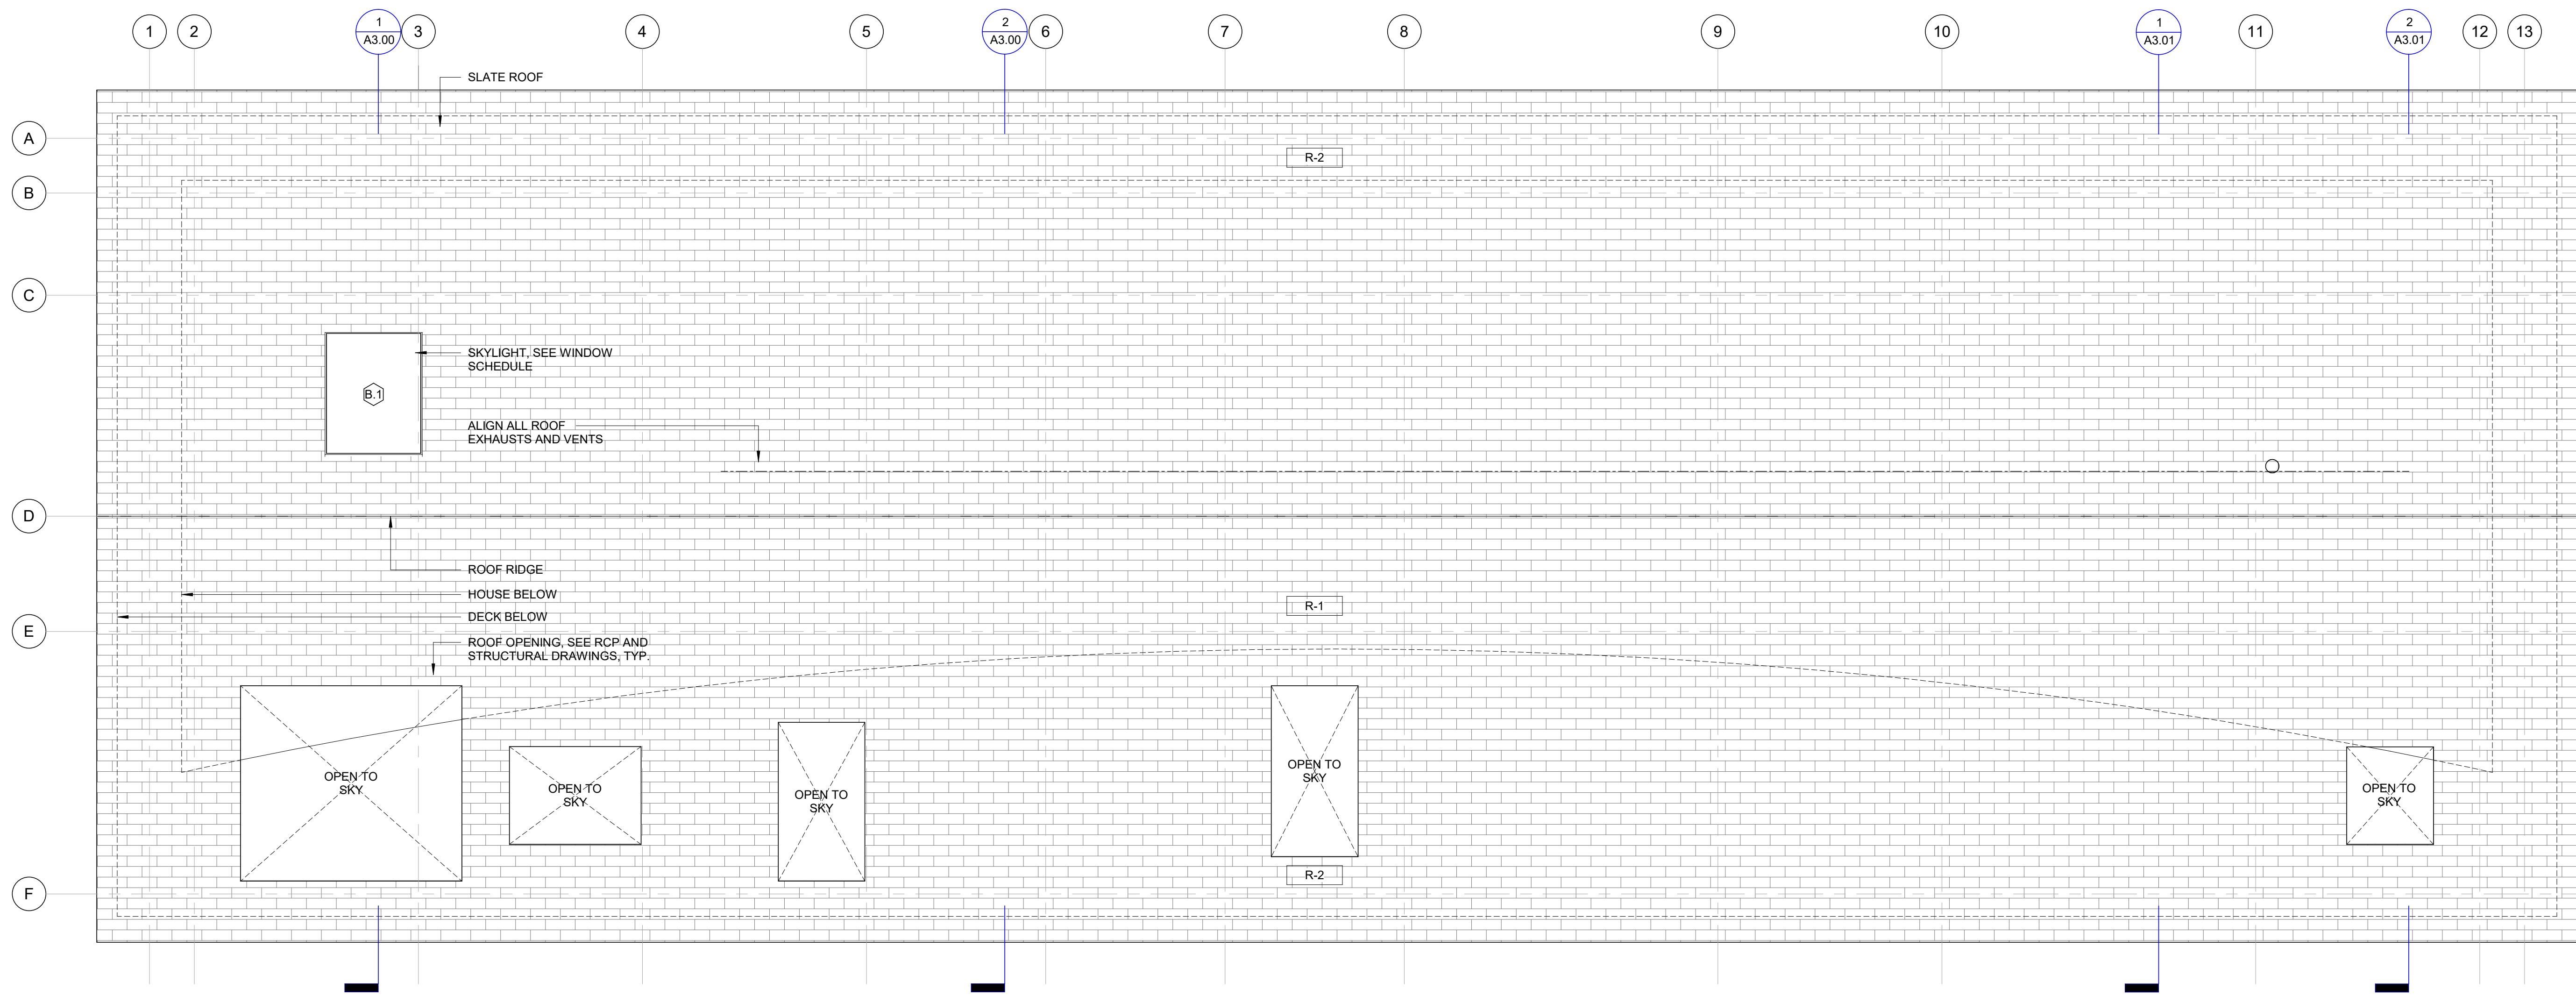 1
2
1
A3.00
3
4
5
2
A3.00
6
7
8
9
10
1
A3.01
11
2
A3.01
12
13
SLATE ROOF
A
R-2
B
C
SKYLIGHT, SEE WINDOW
SCHEDULE
B.1
ALIGN ALL ROOF
EXHAUSTS AND VENTS
D
ROOF RIDGE
HOUSE BELOW
R-1
DECK BELOW
E
ROOF OPENING, SEE RCP AND
STRUCTURAL DRAWINGS, TYP.
OPEN TO
SKY
OPEN TO
SKY
OPEN TO
SKY
OPEN TO
SKY
OPEN TO
SKY
R-2
F